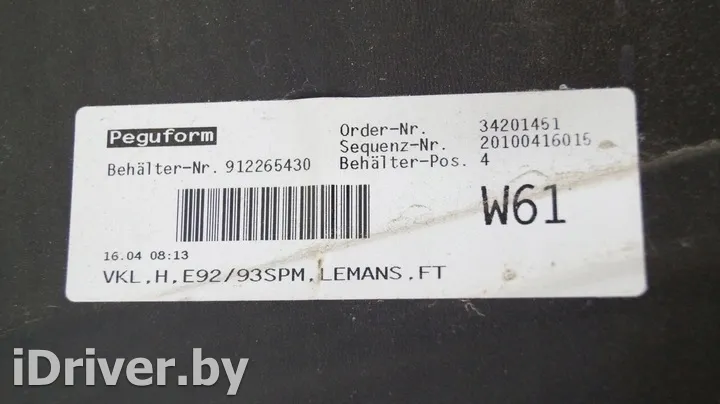 Peguform
Order-Nr. 34201451
Sequenz-Nr. 20100416015
Behälter-Nr. 912265430 Behälter-Pos. 4
W61
16.04 08:13
VKL,H,E92/93SPM,LEMANS,FT
iDriver.by